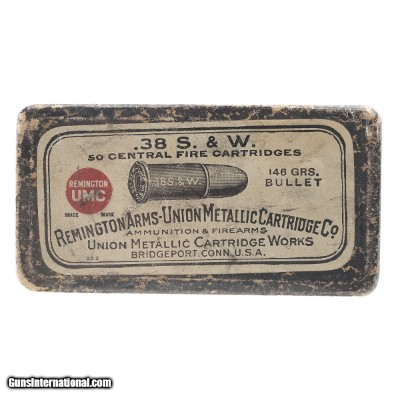 .38 S. & W.
50 CENTRAL FIRE CARTRIDGES
38 S. & W.
146 GRS.
BULLET
REMINGTON
UMC
TRADE MARK
REMINGTON ARMS-UNION METALLIC CARTRIDGE CO
AMMUNITION & FIREARMS
UNION METALLIC CARTRIDGE WORKS
BRIDGEPORT, CONN. U.S.A.
GunsInternational.com